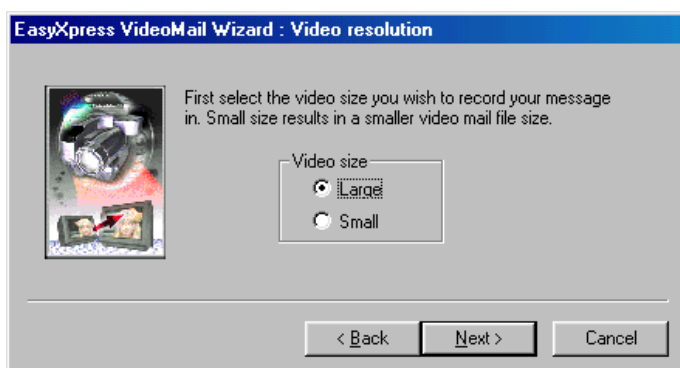 EasyXpress VideoMail Wizard : Video resolution
First select the video size you wish to record your message
in. Small size results in a smaller video mail file size.
Video size
Large
Small
< Back
Next >
Cancel